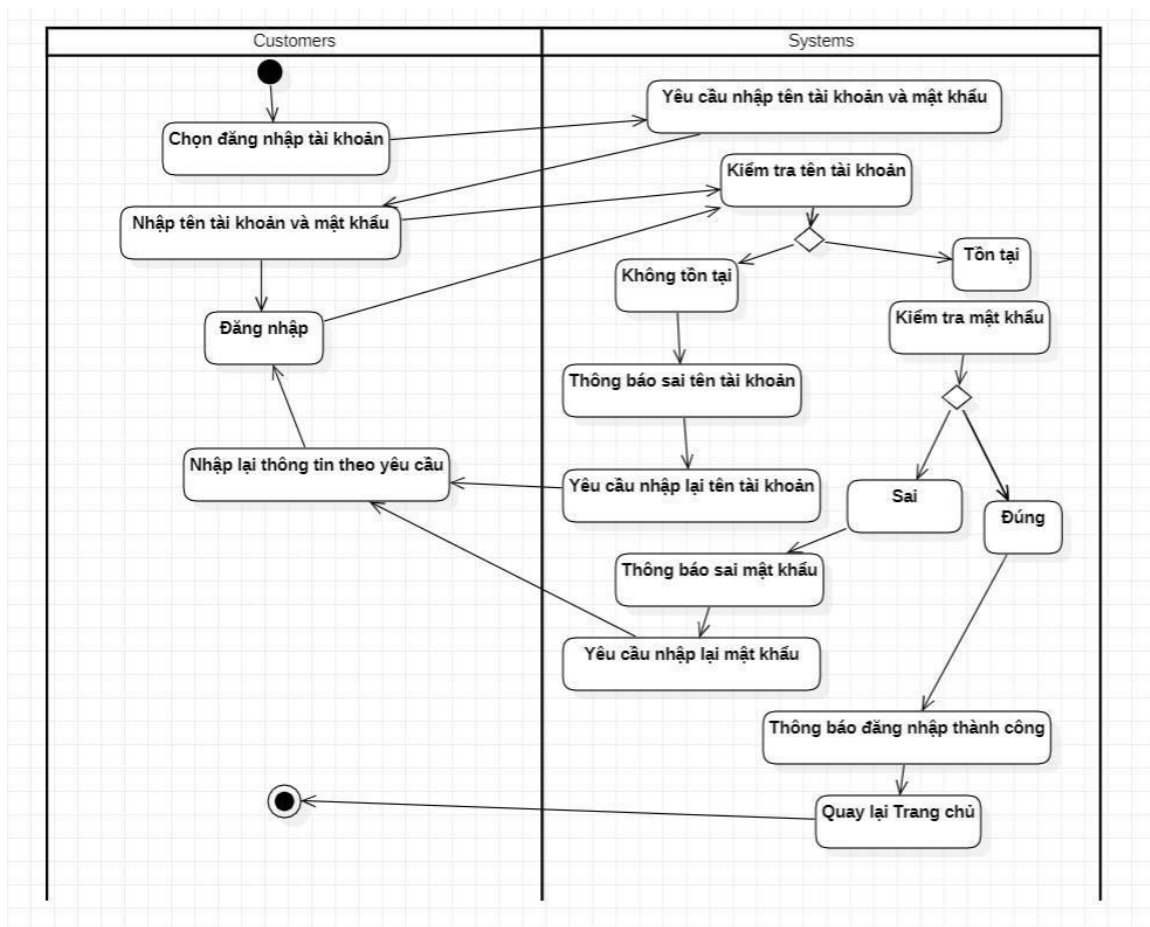 Customers
Systems
Yêu cầu nhập tên tài khoản và mật khẩu
Chọn đăng nhập tài khoản
Kiểm tra tên tài khoản
Nhập tên tài khoản và mật khẩu
Tồn tại
Không tồn tại
Kiểm tra mật khẩu
Đăng nhập
Thông báo sai tên tài khoản
Nhập lại thông tin theo yêu cầu
Yêu cầu nhập lại tên tài khoản
Sai
Đúng
Thông báo sai mật khẩu
Yêu cầu nhập lại mật khẩu
Thông báo đăng nhập thành công
Quay lại Trang chủ